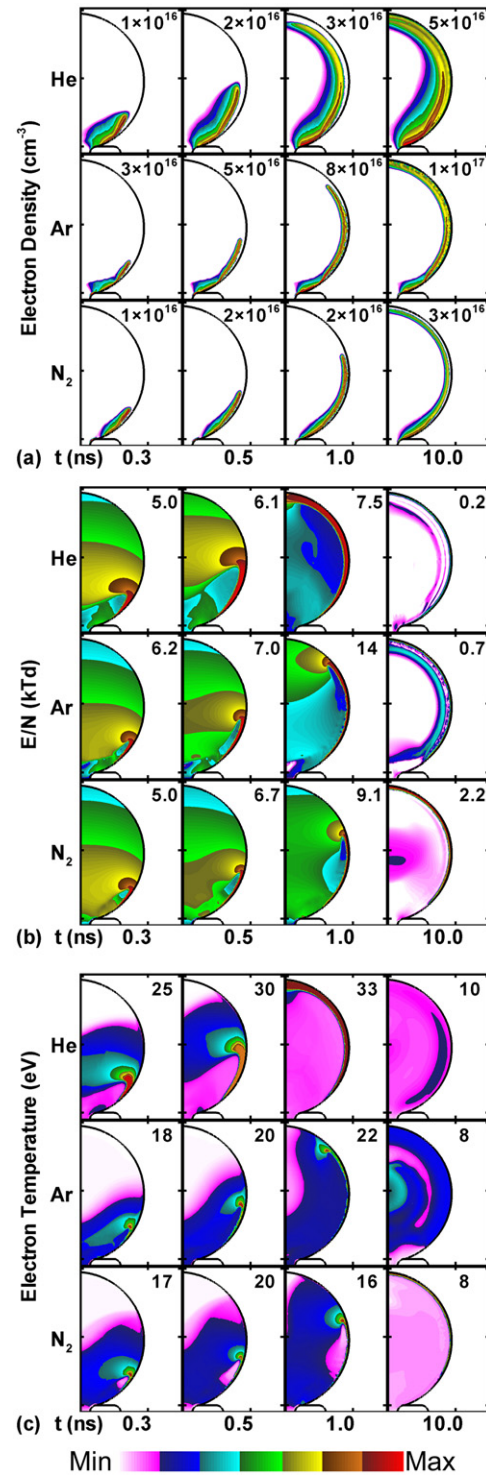 1×10¹⁶ 2×10¹⁶ 3×10¹⁶ 5×10¹⁶
He
3×10¹⁶ 5×10¹⁶ 8×10¹⁶ 1×10¹⁷
Ar
Electron Density (cm⁻³)
1×10¹⁶ 2×10¹⁶ 2×10¹⁶ 3×10¹⁶
N₂
(a) t (ns) 0.3 0.5 1.0 10.0
5.0 6.1 7.5 0.2
He
6.2 7.0 14 0.7
Ar
E/N (kTd)
5.0 6.7 9.1 2.2
N₂
(b) t (ns) 0.3 0.5 1.0 10.0
25 30 33 10
He
18 20 22 8
Ar
Electron Temperature (eV)
17 20 16 8
N₂
(c) t (ns) 0.3 0.5 1.0 10.0
Min Max